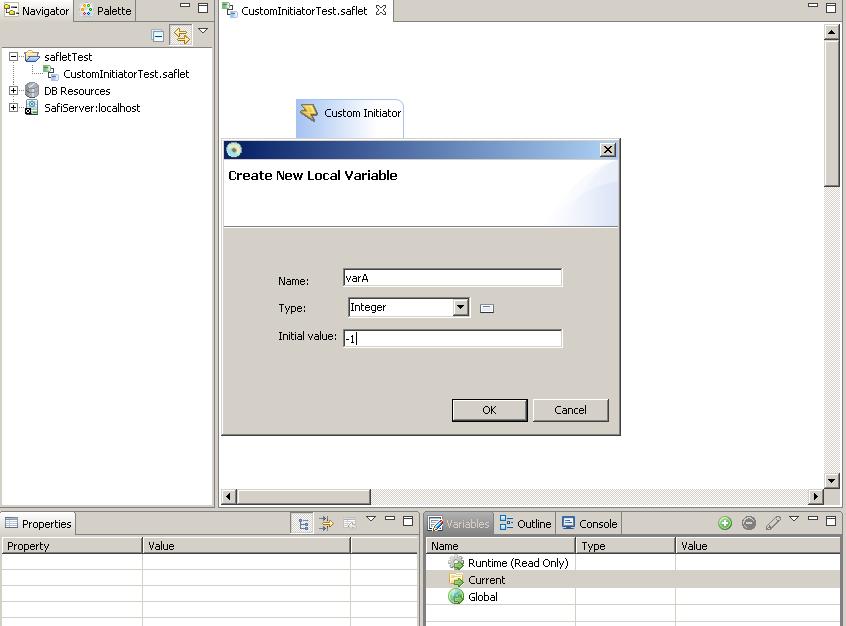 Navigator Palette CustomInitiatorTest.saflet
safletTest
CustomInitiatorTest.saflet
DB Resources
SafiServer:localhost
Custom Initiator
Create New Local Variable
Name: varA
Type: Integer
Initial value: -1
OK Cancel
Properties
Property Value
Variables Outline Console
Name Type Value
Runtime (Read Only)
Current
Global